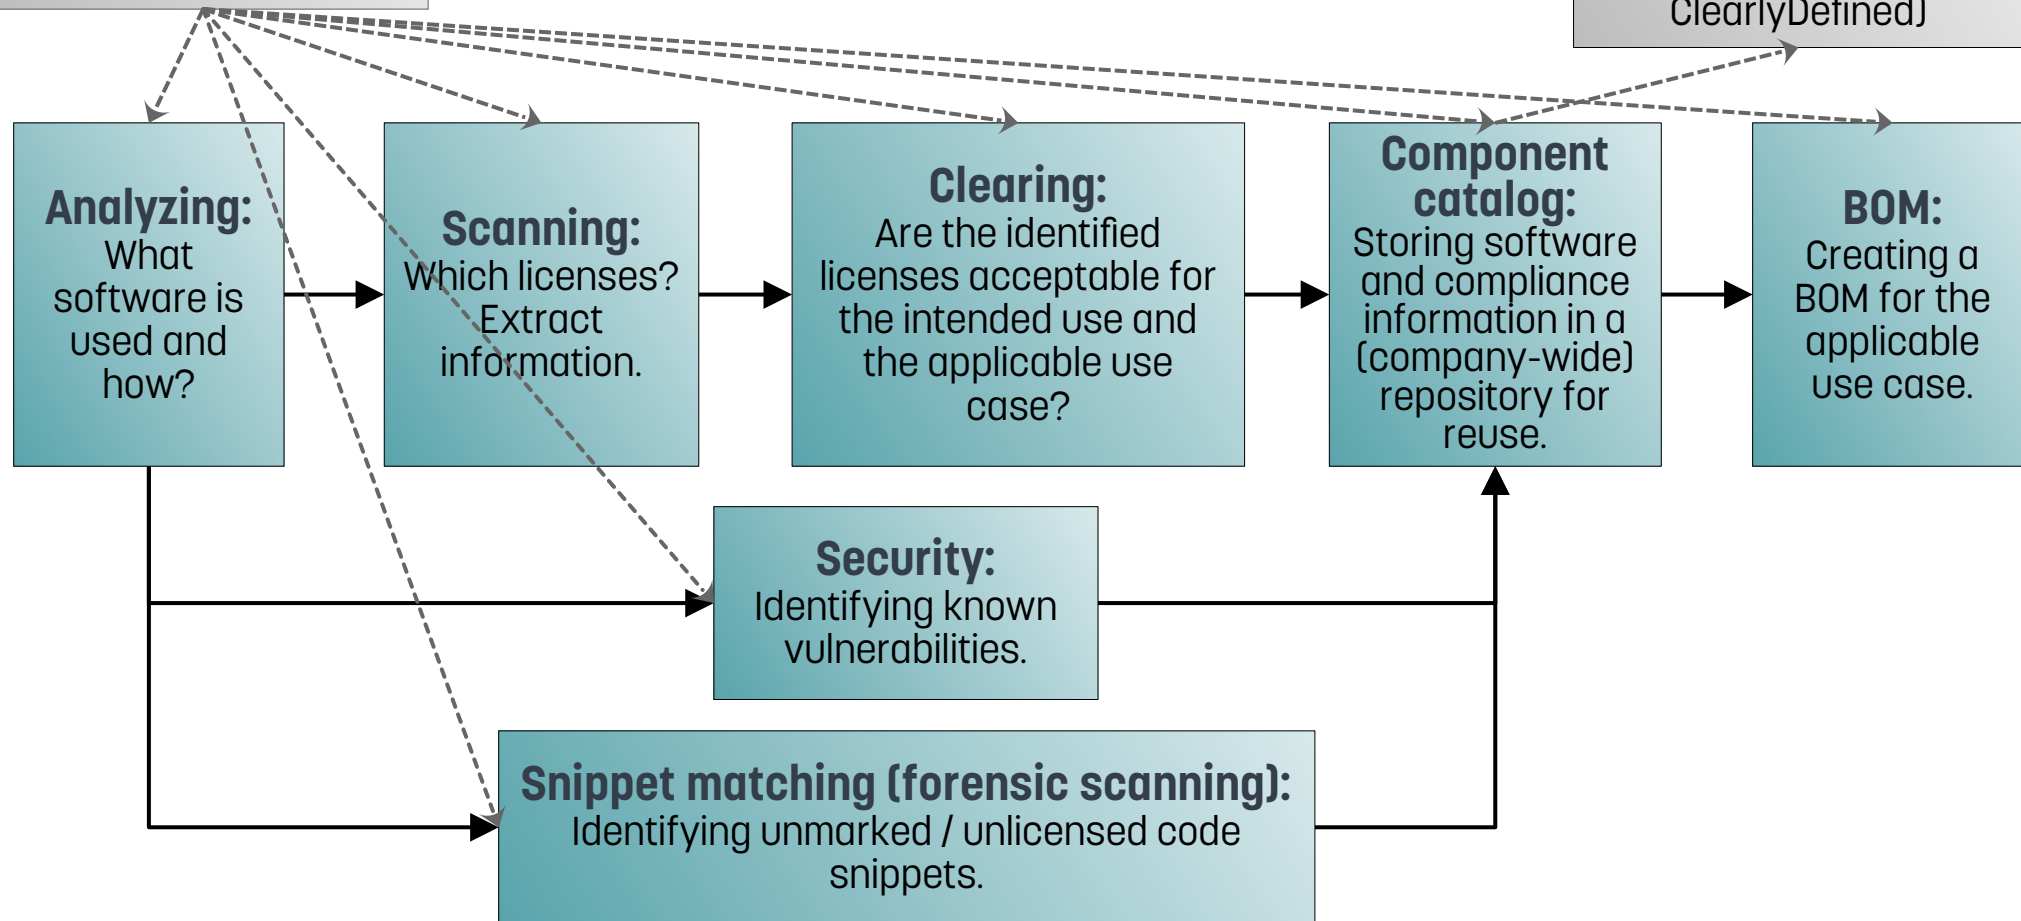 ClearlyDefined)
Analyzing:
What
software is
used and
how?
Scanning:
Which licenses?
Extract
information.
Clearing:
Are the identified
licenses acceptable for
the intended use and
the applicable use
case?
Component
catalog:
Storing software
and compliance
information in a
(company-wide)
repository for
reuse.
BOM:
Creating a
BOM for the
applicable
use case.
Security:
Identifying known
vulnerabilities.
Snippet matching (forensic scanning):
Identifying unmarked / unlicensed code
snippets.